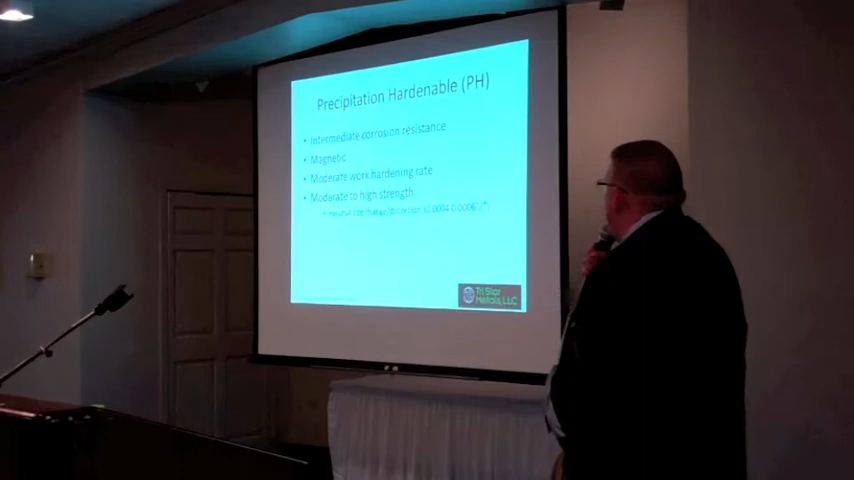 Precipitation Hardenable (PH)
• Intermediate corrosion resistance
• Magnetic
• Moderate work hardening rate
• Moderate to high strength
Tri Star
Metals, LLC